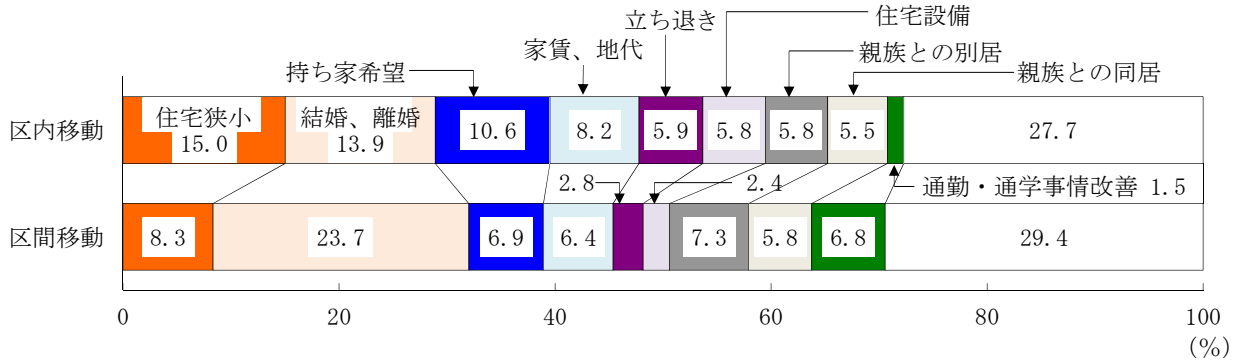 立ち退き
住宅設備
家賃、地代
親族との別居
持ち家希望
親族との同居
区内移動
住宅狭小
15.0
結婚、離婚
13.9
10.6
8.2
5.9
5.8
5.8
5.5
27.7
2.8
2.4
通勤・通学事情改善 1.5
区間移動
8.3
23.7
6.9
6.4
7.3
5.8
6.8
29.4
0
20
40
60
80
100
(%)